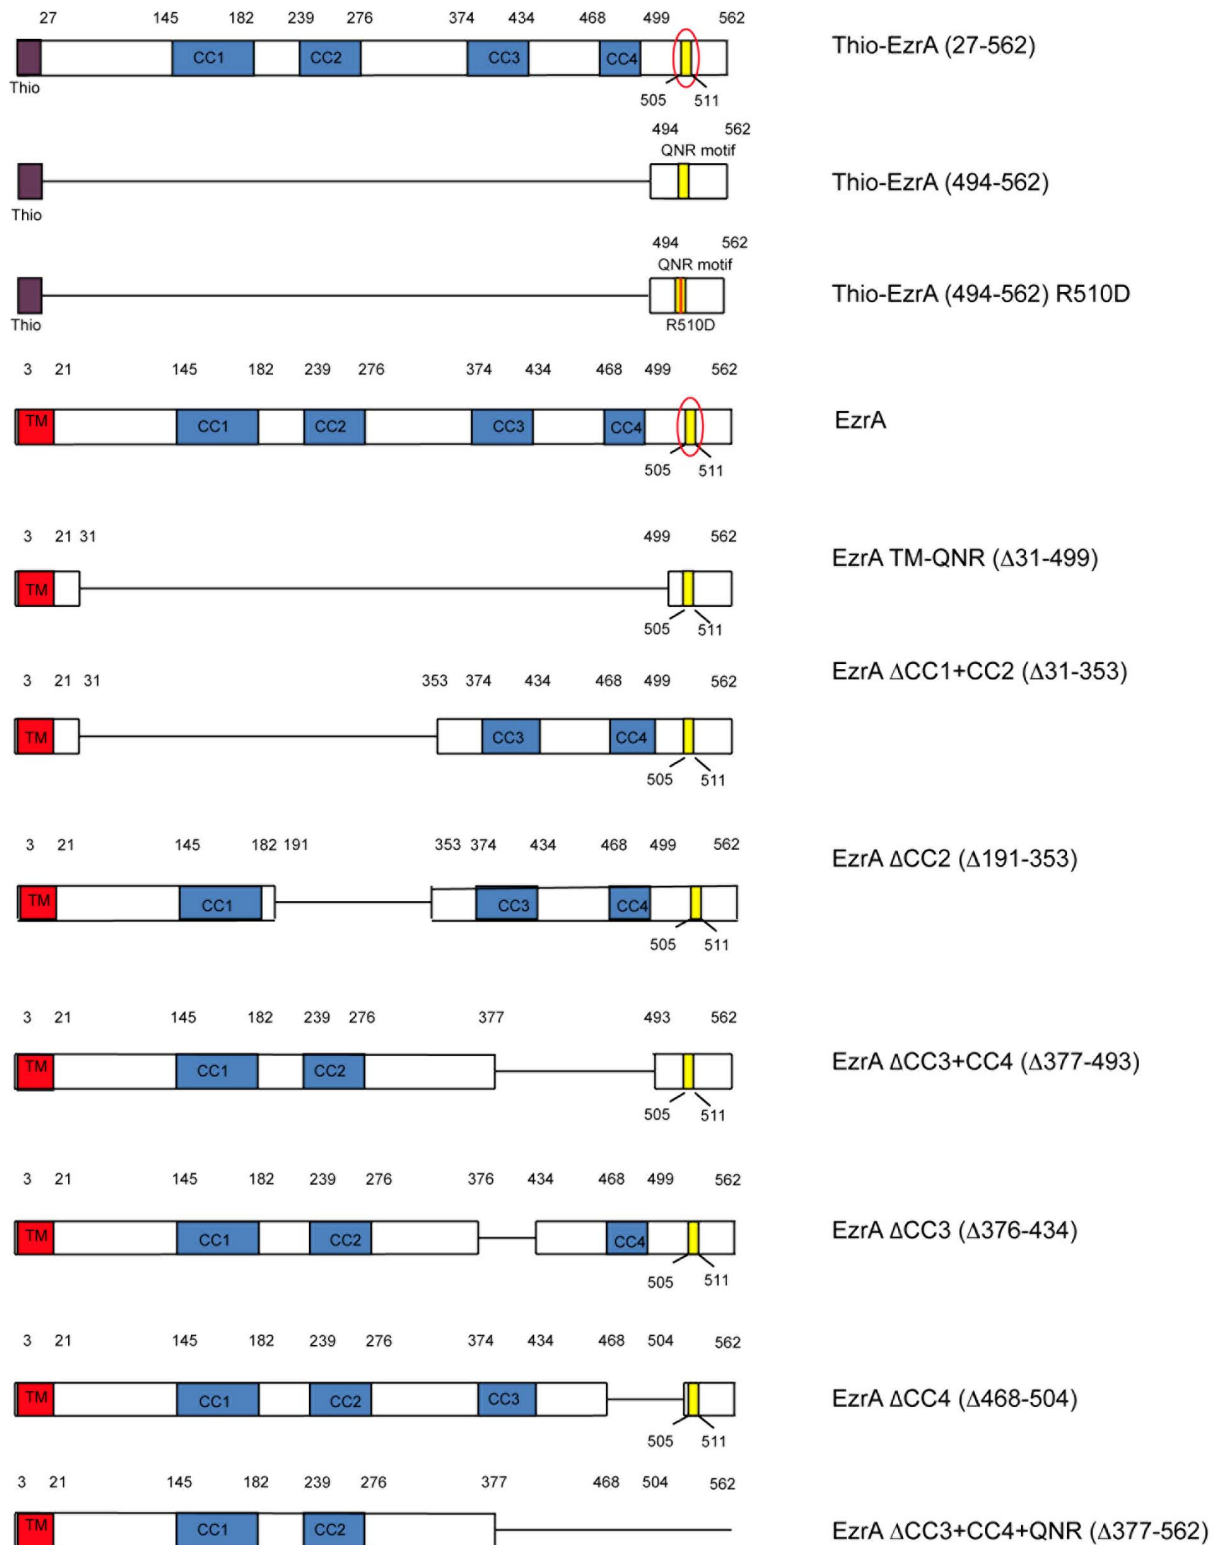 27 145 182 239 276 374 434 468 499 562
CC1 CC2 CC3 CC4 Thio-EzrA (27-562)
Thio 505 511
494 562
QNR motif
Thio-EzrA (494-562)
Thio
494 562
QNR motif
Thio-EzrA (494-562) R510D
Thio R510D
3 21 145 182 239 276 374 434 468 499 562
TM CC1 CC2 CC3 CC4 EzrA
505 511
3 21 31 499 562
EzrA TM-QNR (Δ31-499)
TM
505 511
3 21 31 353 374 434 468 499 562
EzrA ΔCC1+CC2 (Δ31-353)
TM CC3 CC4
505 511
3 21 145 182 191 353 374 434 468 499 562
EzrA ΔCC2 (Δ191-353)
TM CC1 CC3 CC4
505 511
3 21 145 182 239 276 377 493 562
TM CC1 CC2 EzrA ΔCC3+CC4 (Δ377-493)
505 511
3 21 145 182 239 276 376 434 468 499 562
TM CC1 CC2 CC4 EzrA ΔCC3 (Δ376-434)
505 511
3 21 145 182 239 276 374 434 468 504 562
TM CC1 CC2 CC3 EzrA ΔCC4 (Δ468-504)
505 511
3 21 145 182 239 276 377 468 504 562
TM CC1 CC2 EzrA ΔCC3+CC4+QNR (Δ377-562)